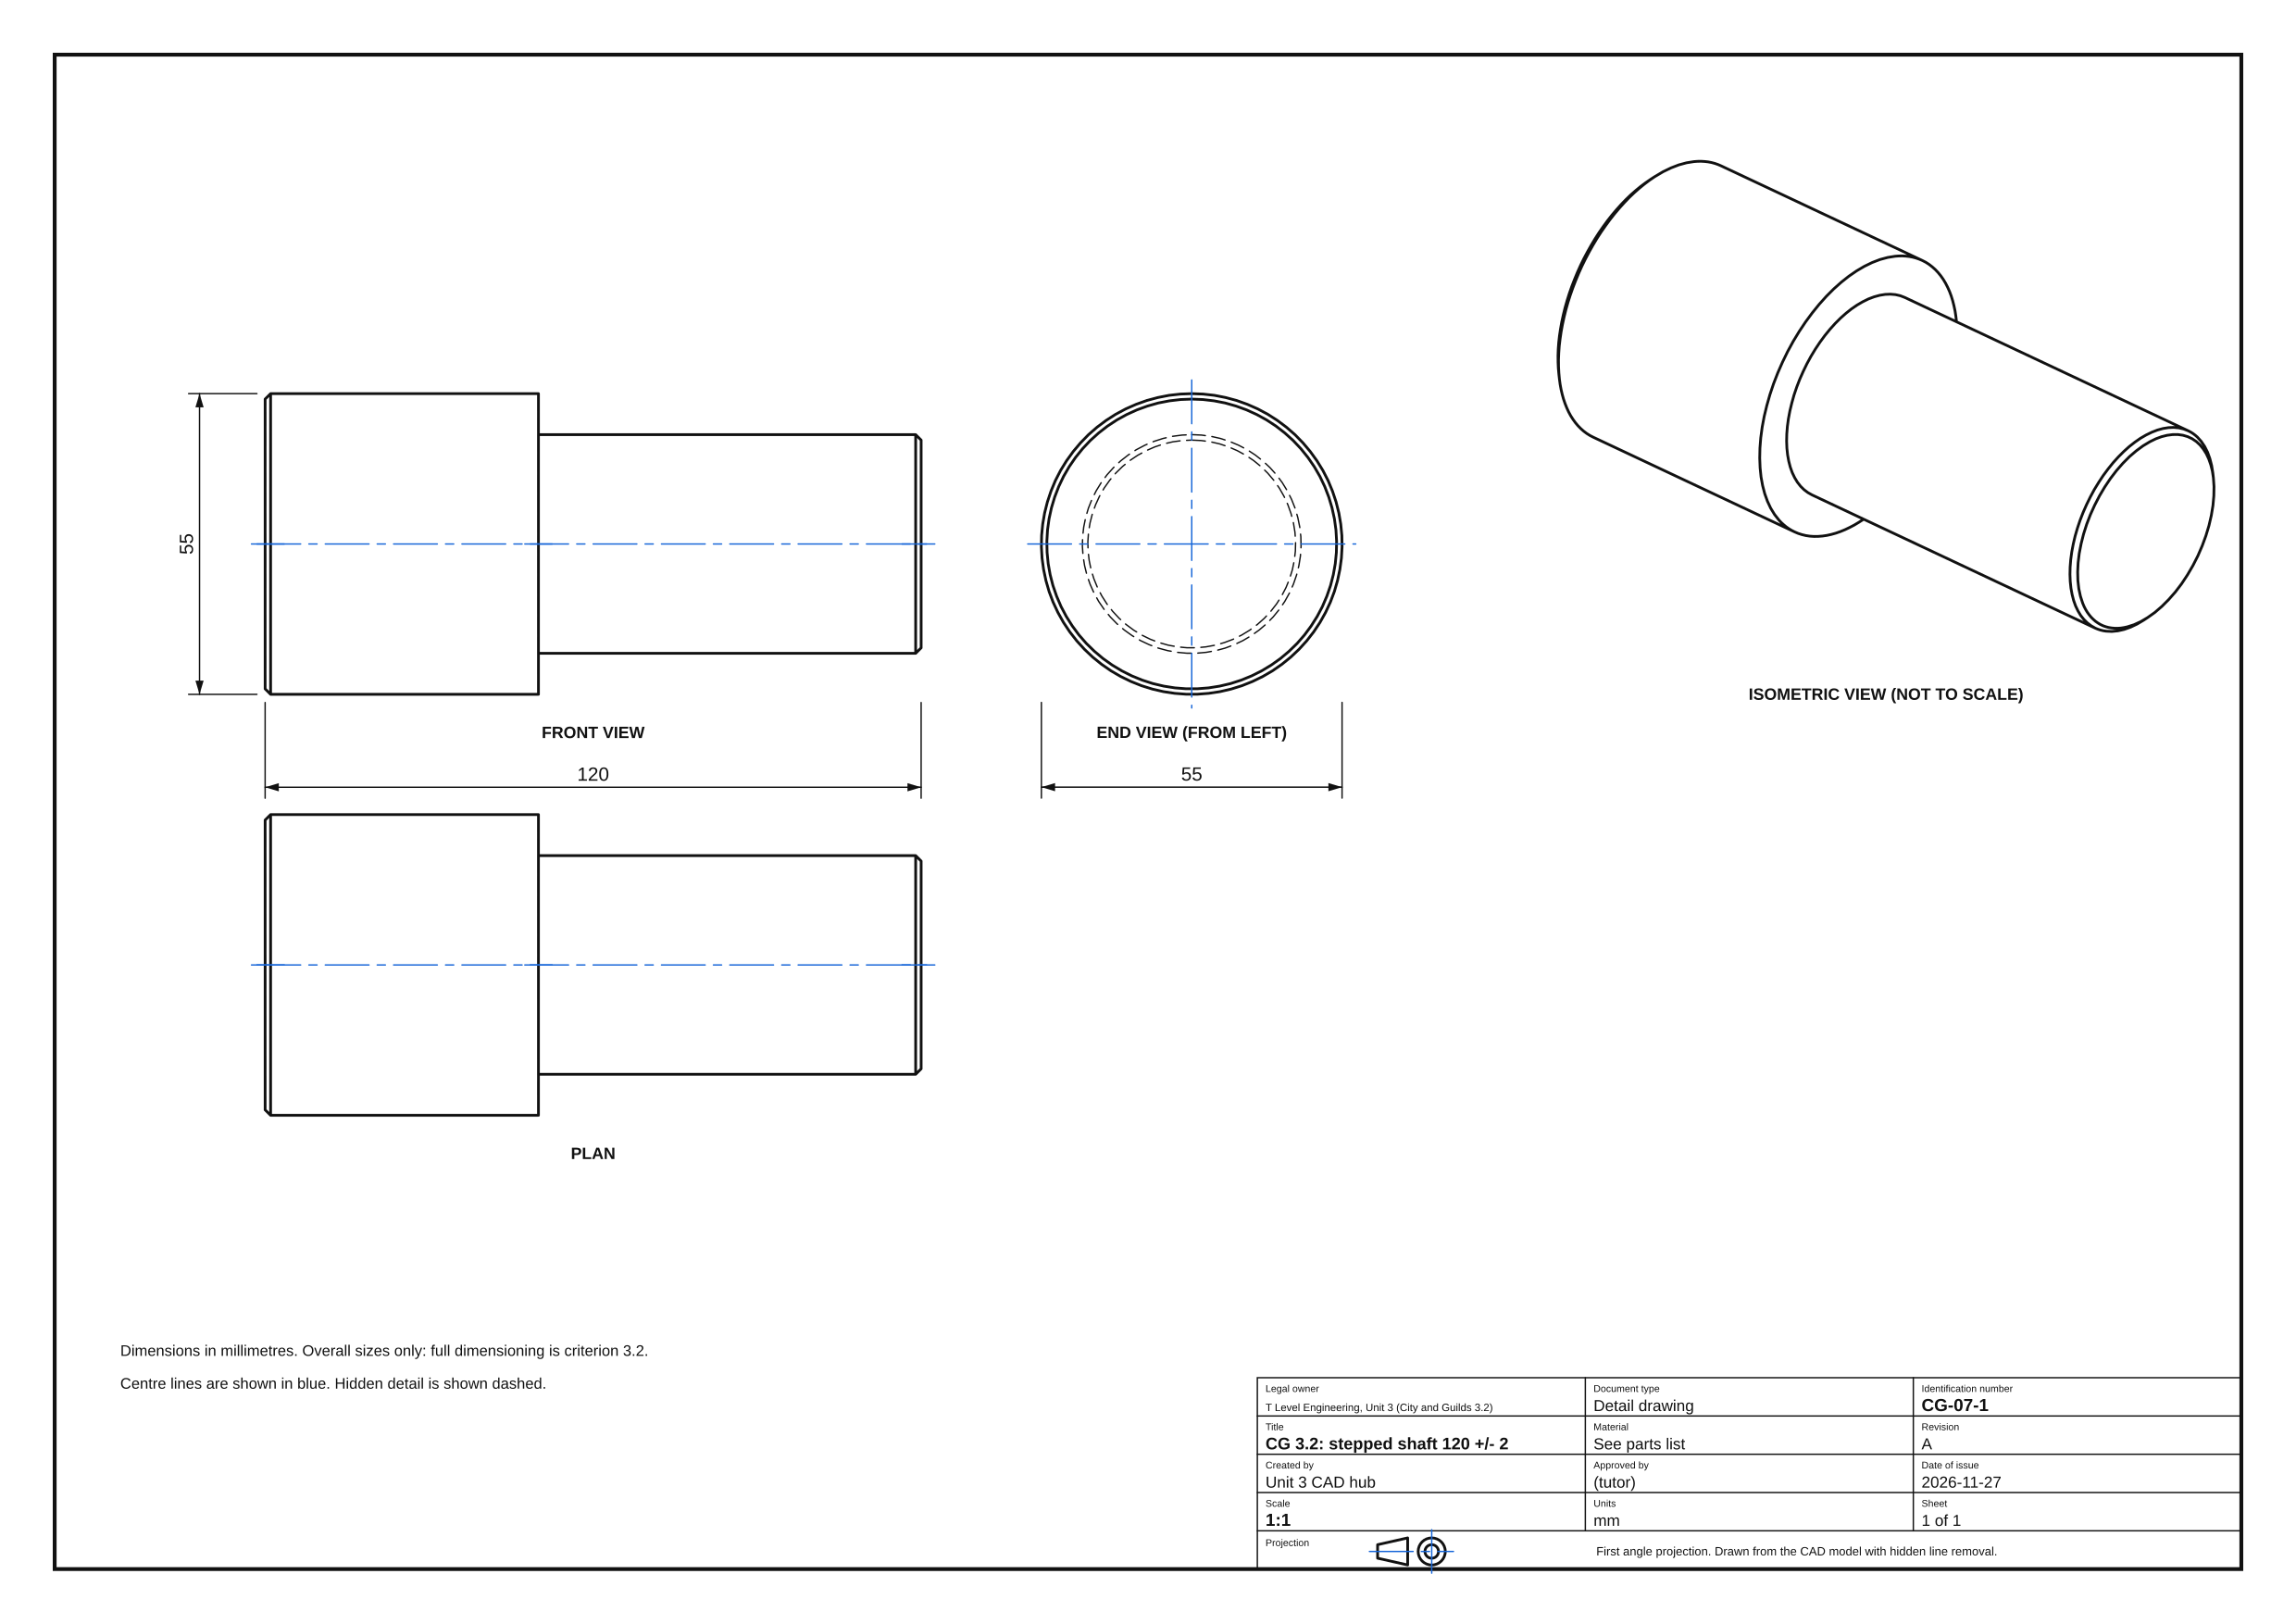 55
FRONT VIEW
END VIEW (FROM LEFT)
ISOMETRIC VIEW (NOT TO SCALE)
120
55
PLAN
Dimensions in millimetres. Overall sizes only: full dimensioning is criterion 3.2.
Centre lines are shown in blue. Hidden detail is shown dashed.
Legal owner
T Level Engineering, Unit 3 (City and Guilds 3.2)
Document type
Detail drawing
Identification number
CG-07-1
Title
CG 3.2: stepped shaft 120 +/- 2
Material
See parts list
Revision
A
Created by
Unit 3 CAD hub
Approved by
(tutor)
Date of issue
2026-11-27
Scale
1:1
Units
mm
Sheet
1 of 1
Projection
First angle projection. Drawn from the CAD model with hidden line removal.